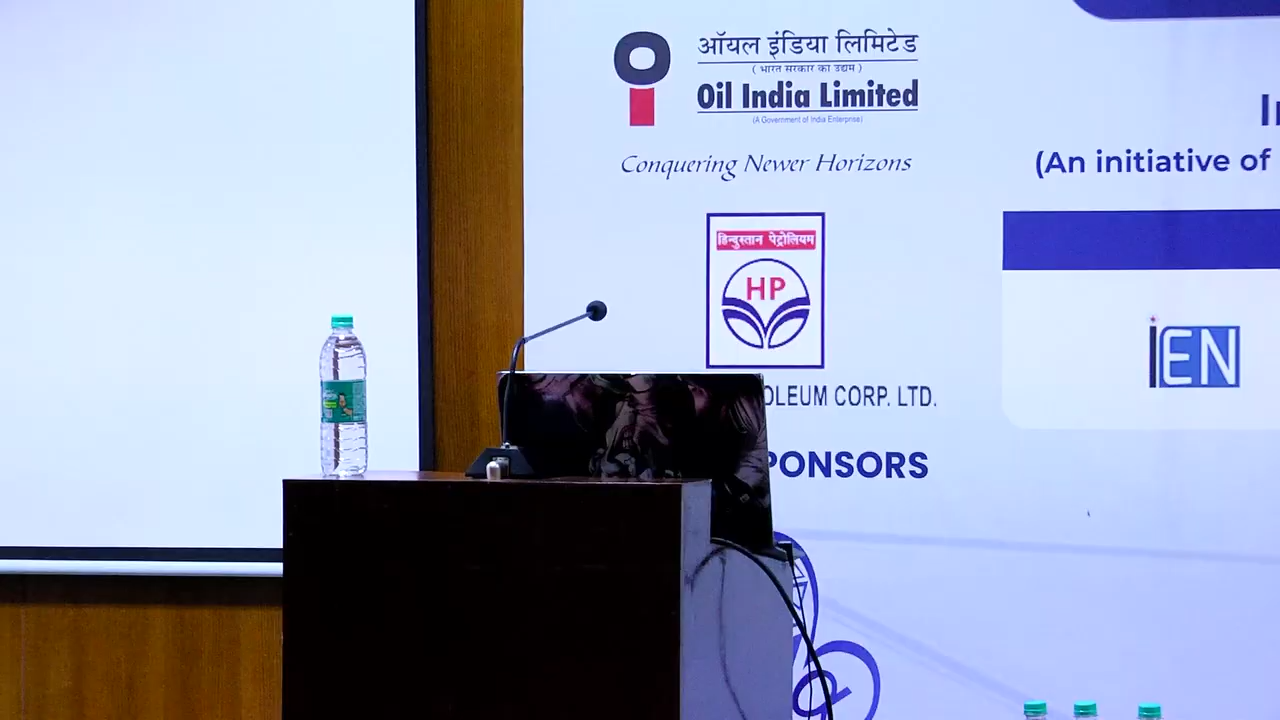 ऑयल इंडिया लिमिटेड
( भारत सरकार का उद्यम )
Oil India Limited
(A Government of India Enterprise)
Conquering Newer Horizons
(An initiative of
हिन्दुस्तान पेट्रोलियम
HP
iEN
OLEUM CORP. LTD.
PONSORS